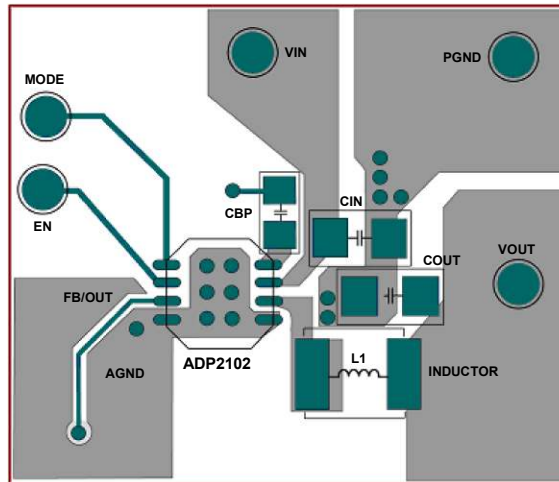 VIN
PGND
MODE
CBP
CIN
EN
COUT
VOUT
FB/OUT
AGND
ADP2102
L1
INDUCTOR